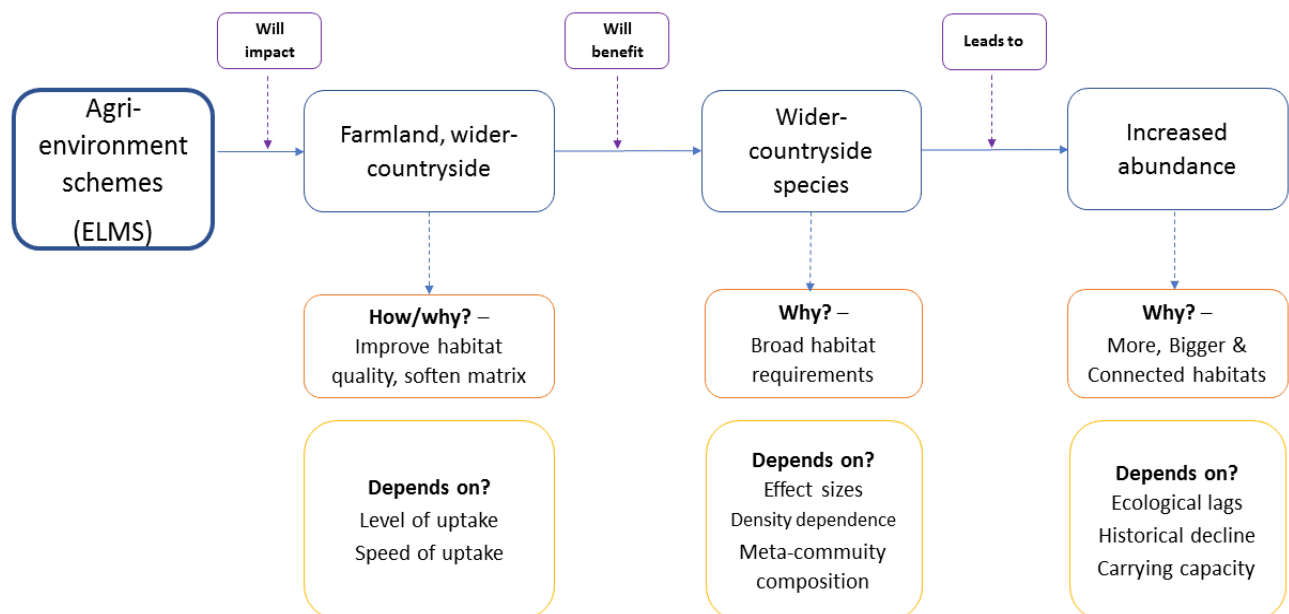 Will
impact
Will
benefit
Leads to
Agri-
environment
schemes
(ELMS)
Farmland, wider-
countryside
Wider-
countryside
species
Increased
abundance
How/why? –
Improve habitat
quality, soften matrix
Why? –
Broad habitat
requirements
Why? –
More, Bigger &
Connected habitats
Depends on?
Level of uptake
Speed of uptake
Depends on?
Effect sizes
Density dependence
Meta-commuity
composition
Depends on?
Ecological lags
Historical decline
Carrying capacity